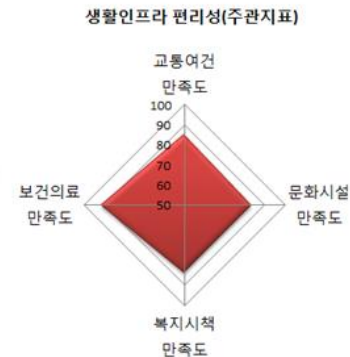 생활인프라 편리성(주관지표)
교통여건
만족도
100
90
80
70
60
50
보건의료
만족도
문화시설
만족도
복지시책
만족도